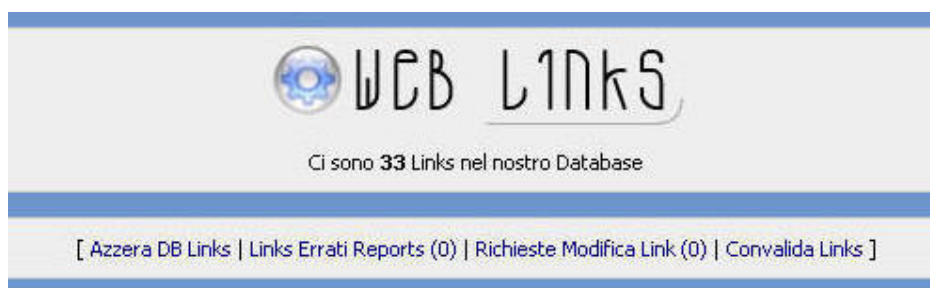 WEB LINKS
Ci sono 33 Links nel nostro Database
[ Azzera DB Links | Links Errati Reports (0) | Richieste Modifica Link (0) | Convalida Links ]